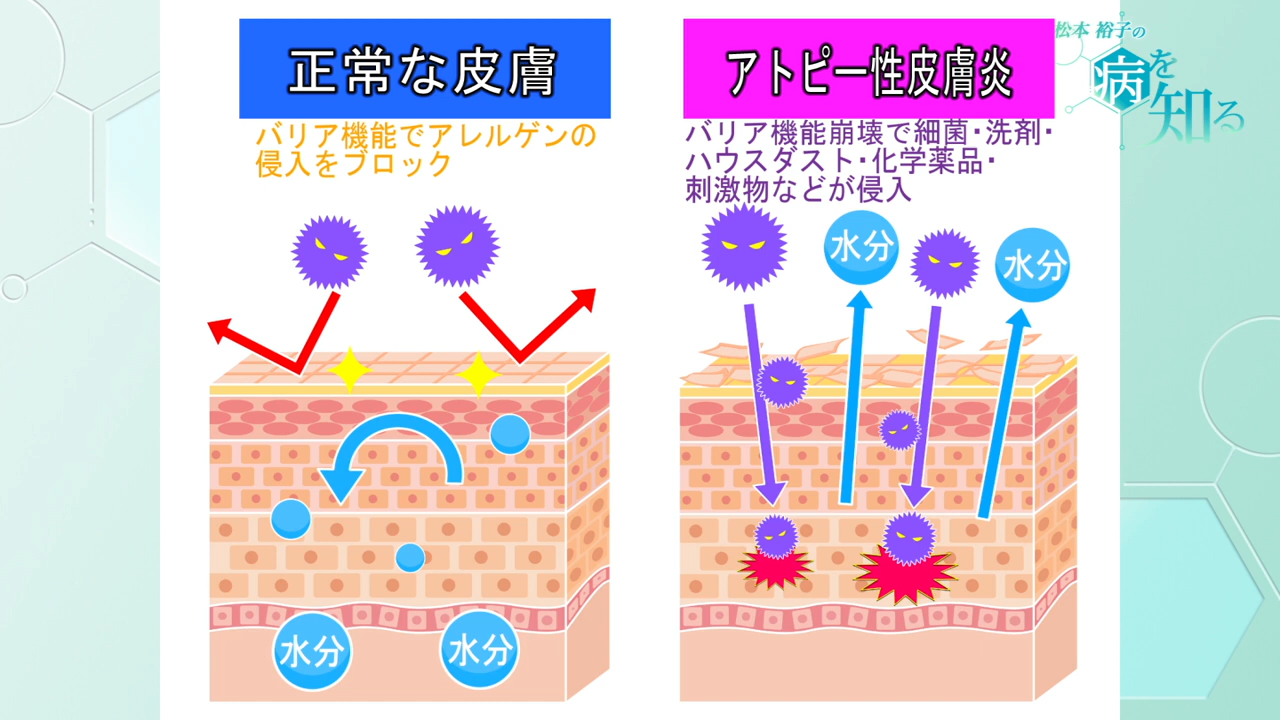 正常な皮膚
バリア機能でアレルゲンの
侵入をブロック
水分
水分
アトピー性皮膚炎
バリア機能崩壊で細菌・洗剤・
ハウスダスト・化学薬品・
刺激物などが侵入
水分
水分
松本 裕子の
病を
知る